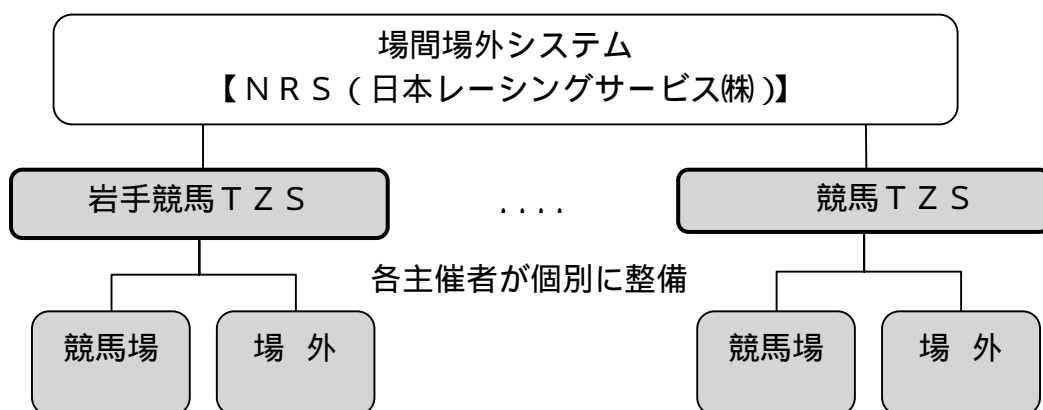 場間場外システム
【ＮＲＳ（日本レーシングサービス㈱）】
岩手競馬ＴＺＳ
....
競馬ＴＺＳ
各主催者が個別に整備
競馬場
場 外
競馬場
場 外